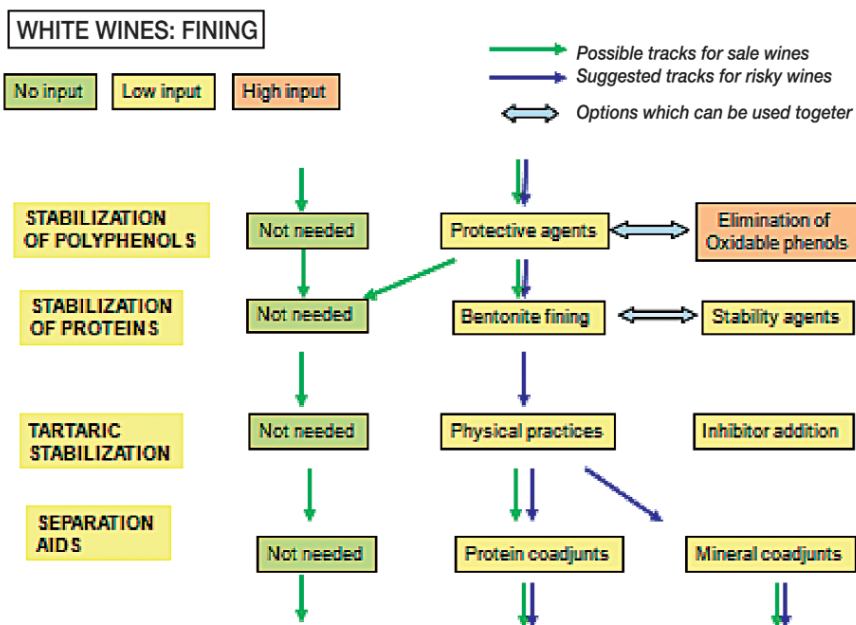 WHITE WINES: FINING
No input
Low input
High input
Possible tracks for sale wines
Suggested tracks for risky wines
Options which can be used togeter
STABILIZATION
OF POLYPHENOLS
Not needed
Protective agents
Elimination of
Oxidable phenols
STABILIZATION
OF PROTEINS
Not needed
Bentonite fining
Stability agents
TARTARIC
STABILIZATION
Not needed
Physical practices
Inhibitor addition
SEPARATION
AIDS
Not needed
Protein coadjunts
Mineral coadjunts